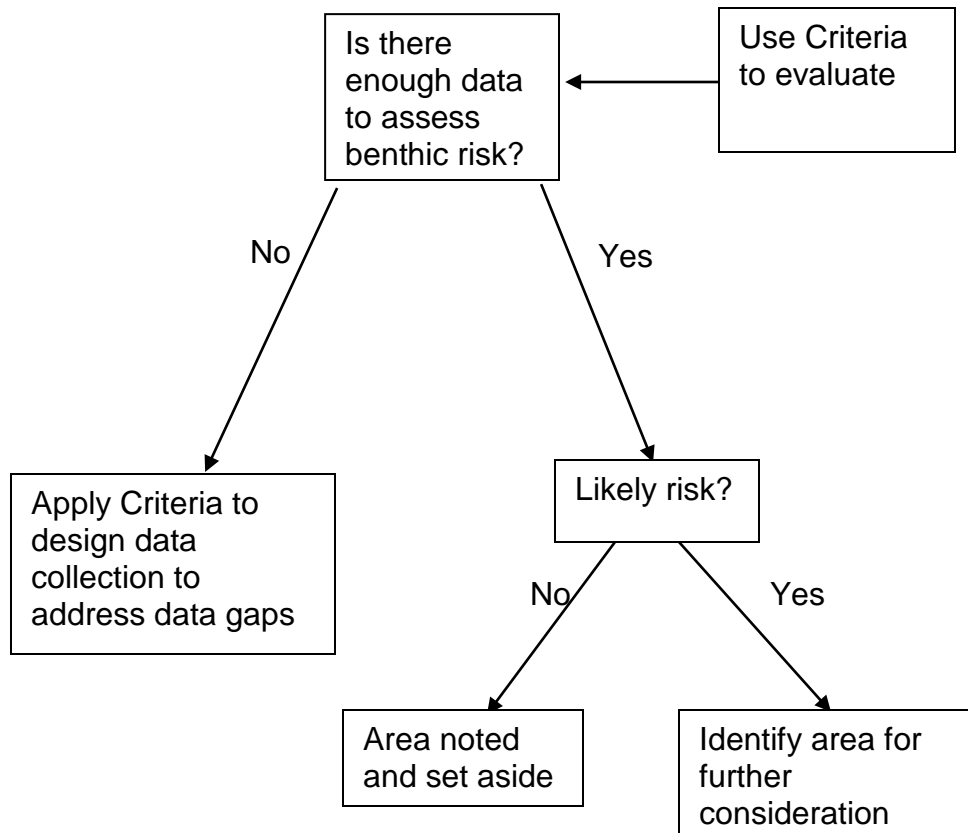 Is there
enough data
to assess
benthic risk?
Use Criteria
to evaluate
No
Yes
Apply Criteria to
design data
collection to
address data gaps
Likely risk?
No
Yes
Area noted
and set aside
Identify area for
further
consideration